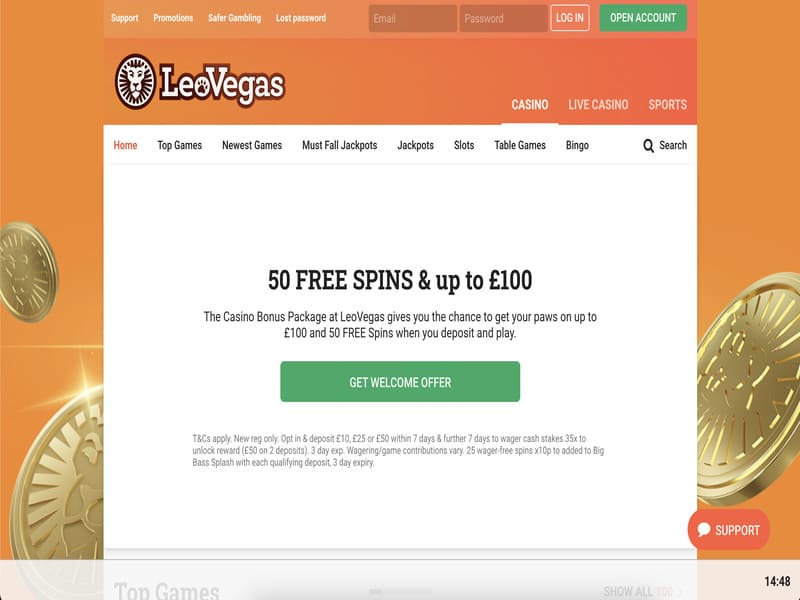 Support Promotions Safer Gambling Lost password Email Password LOG IN OPEN ACCOUNT
LeoVegas
CASINO LIVE CASINO SPORTS
Home Top Games Newest Games Must Fall Jackpots Jackpots Slots Table Games Bingo Search
50 FREE SPINS & up to £100
The Casino Bonus Package at LeoVegas gives you the chance to get your paws on up to
£100 and 50 FREE Spins when you deposit and play.
GET WELCOME OFFER
T&Cs apply. New reg only. Opt in & deposit £10, £25 or £50 within 7 days & further 7 days to wager cash stakes 35x to
unlock reward (£50 on 2 deposits). 3 day exp. Wagering/game contributions vary. 25 wager-free spins x10p to added to Big
Bass Splash with each qualifying deposit, 3 day expiry.
SUPPORT
14:48
Top Games SHOW ALL 100